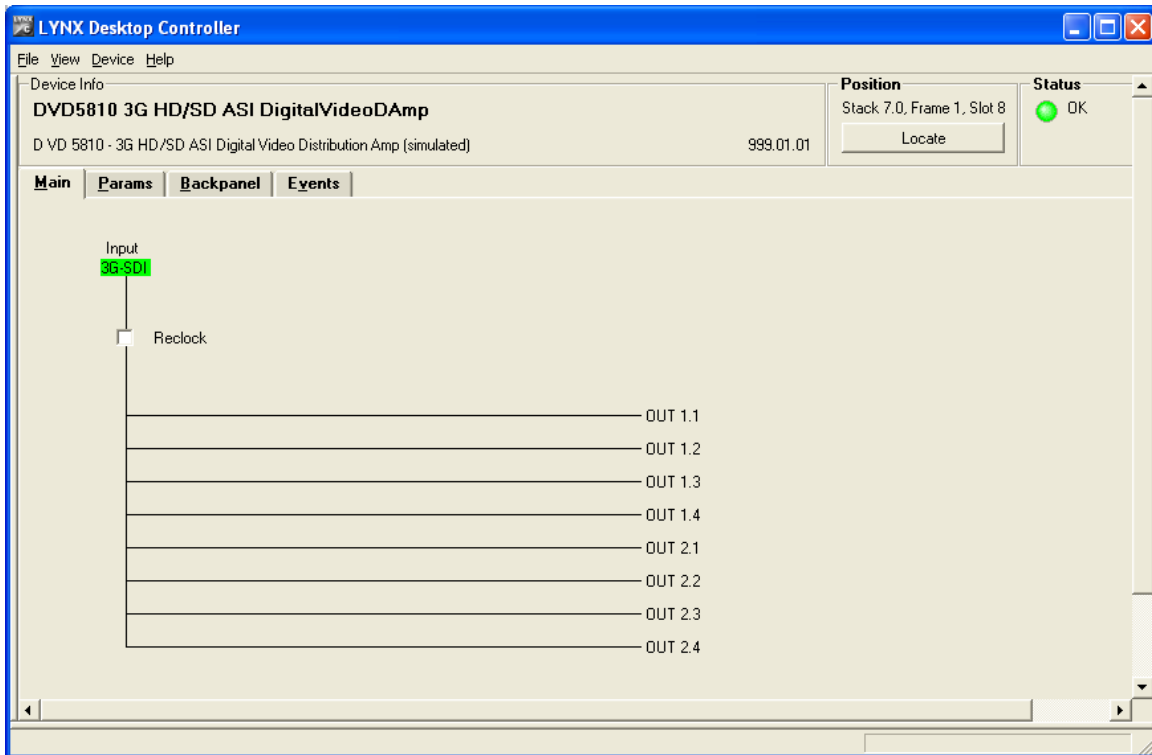 LYNX Desktop Controller
File View Device Help
Device Info
DVD5810 3G HD/SD ASI DigitalVideoDAmp
D VD 5810 - 3G HD/SD ASI Digital Video Distribution Amp (simulated)
999.01.01
Position
Stack 7.0, Frame 1, Slot 8
Locate
Status
OK
Main Params Backpanel Events
Input
3G-SDI
Reclock
OUT 1.1
OUT 1.2
OUT 1.3
OUT 1.4
OUT 2.1
OUT 2.2
OUT 2.3
OUT 2.4